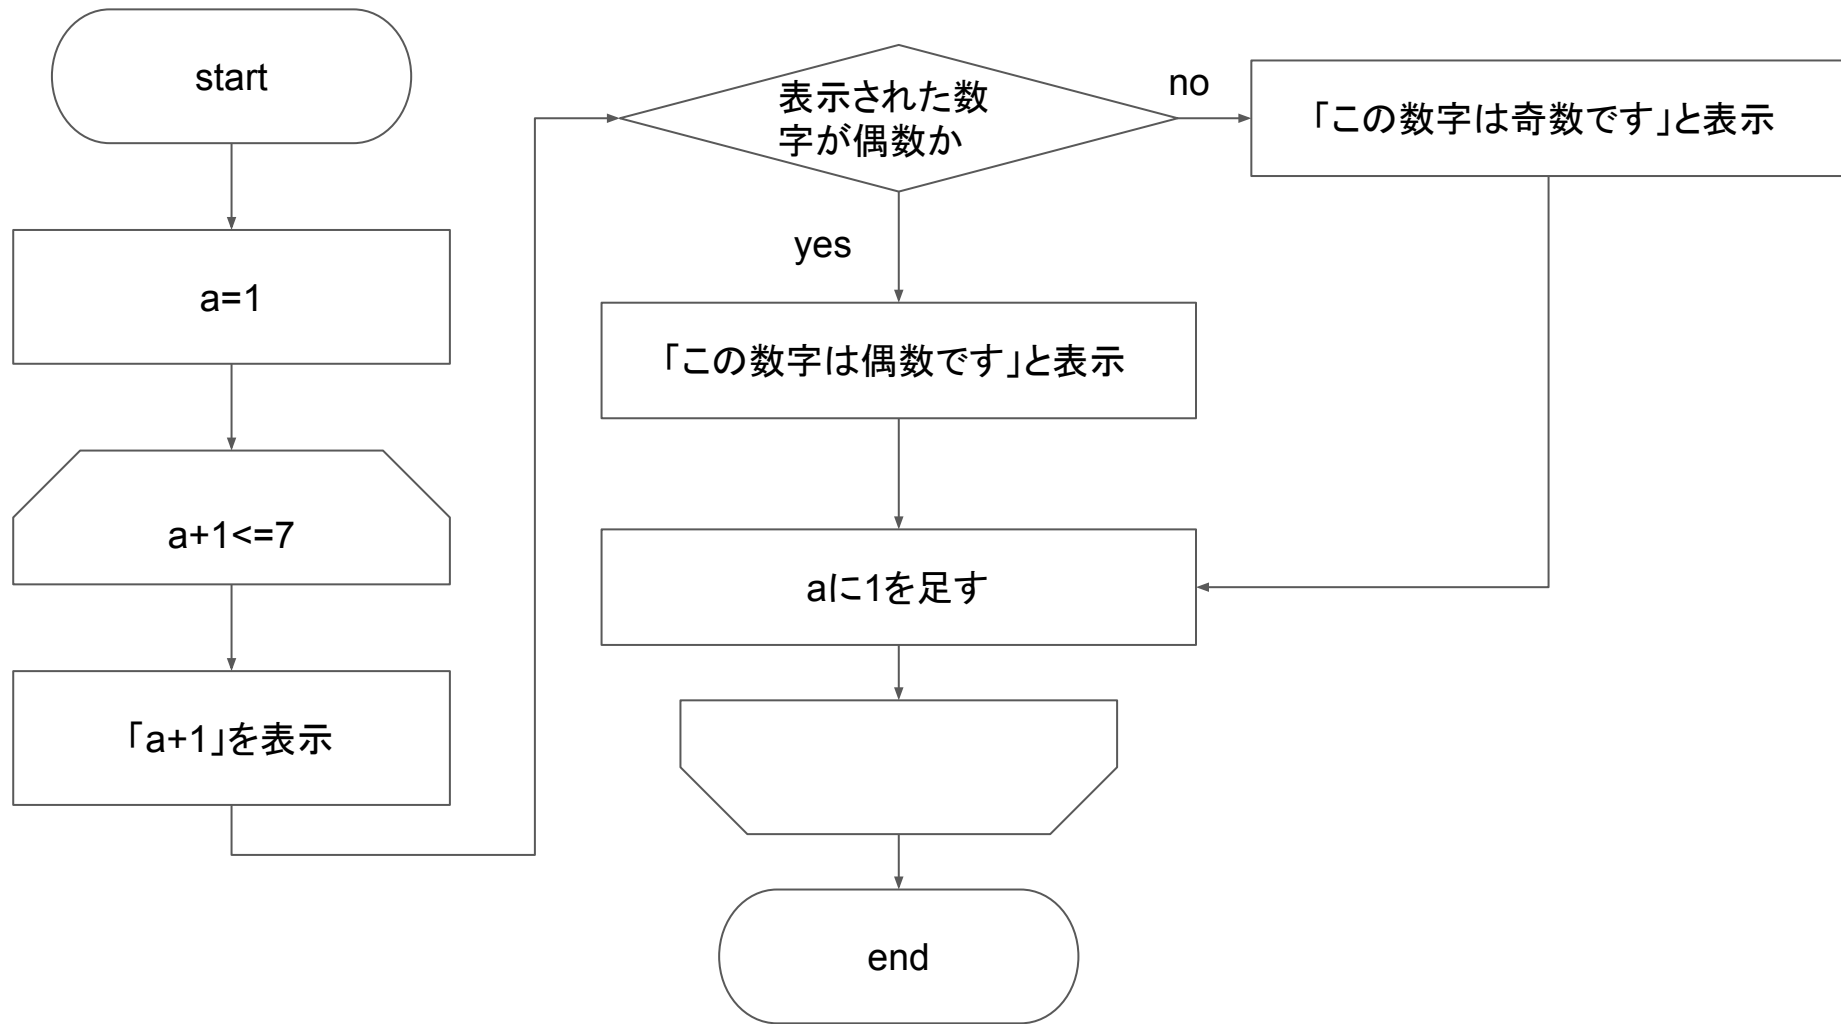 start
a=1
a+1<=7
「a+1」を表示
表示された数
字が偶数か
no
「この数字は奇数です」と表示
yes
「この数字は偶数です」と表示
aに1を足す
end